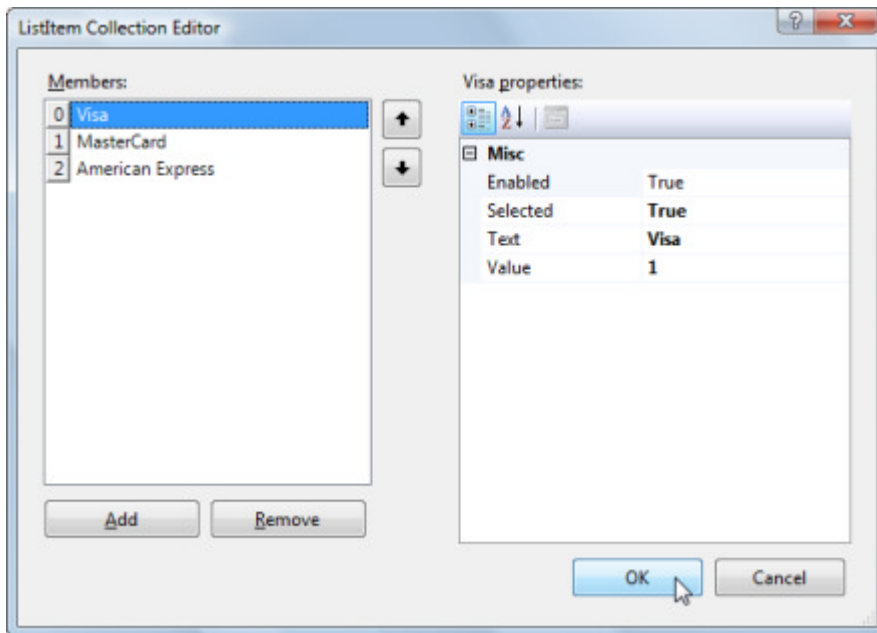 ListItem Collection Editor
Members:
0 Visa
1 MasterCard
2 American Express
Add Remove
Visa properties:
Misc
Enabled True
Selected True
Text Visa
Value 1
OK Cancel